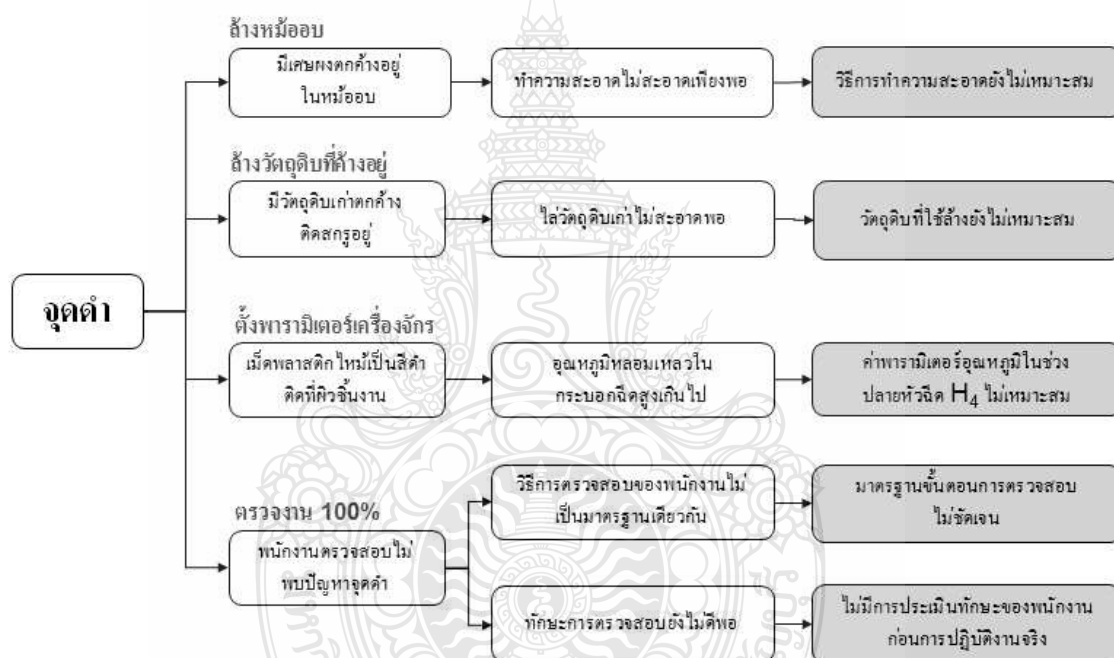 ล้างหม้ออบ
มีเศษผงตกค้างอยู่
ในหม้ออบ
ทำความสะอาดไม่สะอาดเพียงพอ
วิธีการทำความสะอาดยังไม่เหมาะสม
ล้างวัตถุดิบที่ค้างอยู่
มีวัตถุดิบเก่าตกค้าง
ติดสกรูอยู่
ไล่วัตถุดิบเก่าไม่สะอาดพอ
วัตถุดิบที่ใช้ล้างยังไม่เหมาะสม
จุดดำ
ตั้งพารามิเตอร์เครื่องจักร
เม็ดพลาสติกไหม้เป็นสีดำ
ติดที่ผิวชิ้นงาน
อุณหภูมิหลอมเหลวใน
กระบอกฉีดสูงเกินไป
ค่าพารามิเตอร์อุณหภูมิในช่วง
ปลายหัวฉีด H₄ ไม่เหมาะสม
ตรวจงาน 100%
พนักงานตรวจสอบไม่
พบปัญหาจุดดำ
วิธีการตรวจสอบของพนักงานไม่
เป็นมาตรฐานเดียวกัน
มาตรฐานขั้นตอนการตรวจสอบ
ไม่ชัดเจน
ทักษะการตรวจสอบยังไม่ดีพอ
ไม่มีการประเมินทักษะของพนักงาน
ก่อนการปฏิบัติงานจริง